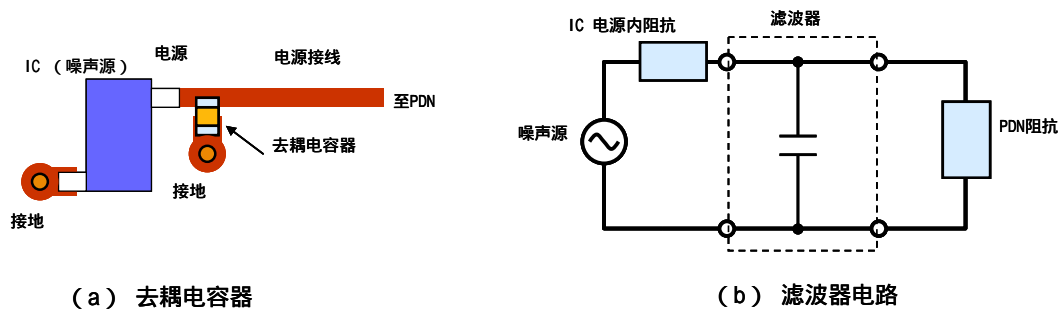 IC （噪声源）
电源
电源接线
至PDN
去耦电容器
接地
接地
（a） 去耦电容器
IC 电源内阻抗
滤波器
噪声源
PDN阻抗
（b） 滤波器电路